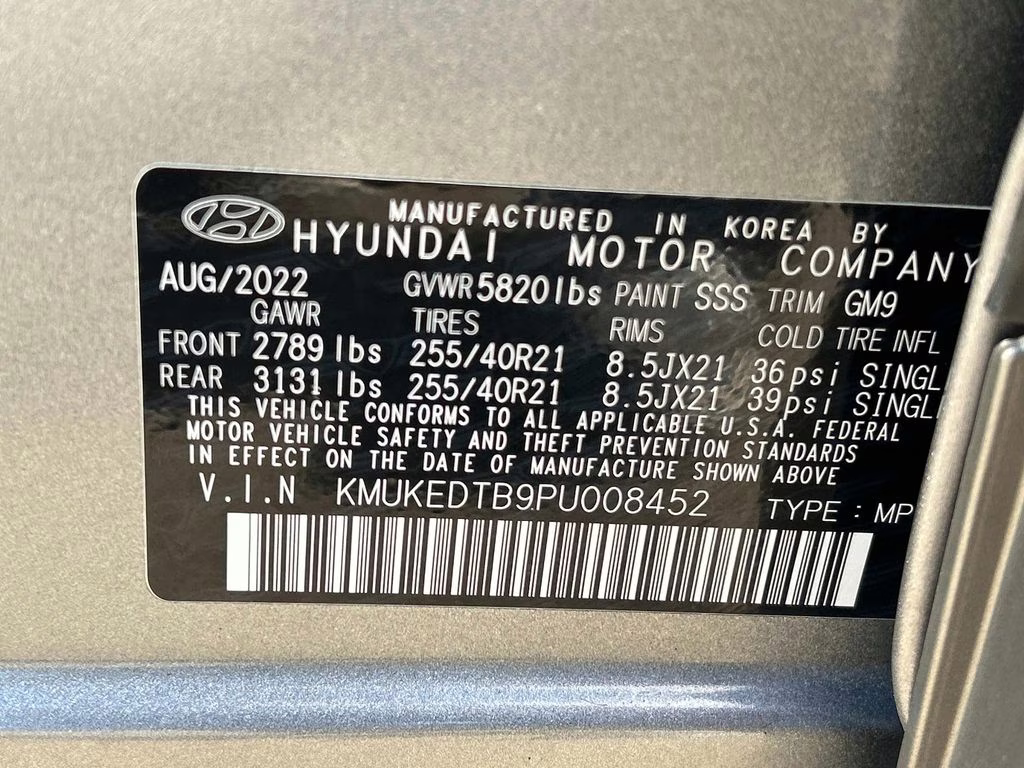 MANUFACTURED IN KOREA BY
HYUNDAI MOTOR COMPANY
AUG/2022 GVWR 5820 lbs PAINT SSS TRIM GM9
GAWR TIRES RIMS COLD TIRE INFL
FRONT 2789 lbs 255/40R21 8.5JX21 36psi SINGL
REAR 3131 lbs 255/40R21 8.5JX21 39psi SINGL
THIS VEHICLE CONFORMS TO ALL APPLICABLE U.S.A. FEDERAL
MOTOR VEHICLE SAFETY AND THEFT PREVENTION STANDARDS
IN EFFECT ON THE DATE OF MANUFACTURE SHOWN ABOVE
V.I.N KMUKEDTB9PU008452 TYPE : MP